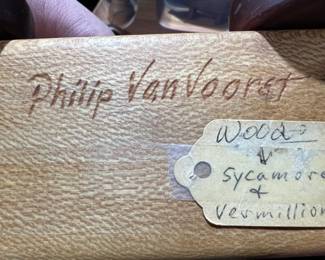 Philip VanVoorst
Wood
sycamore
+
Vermillion